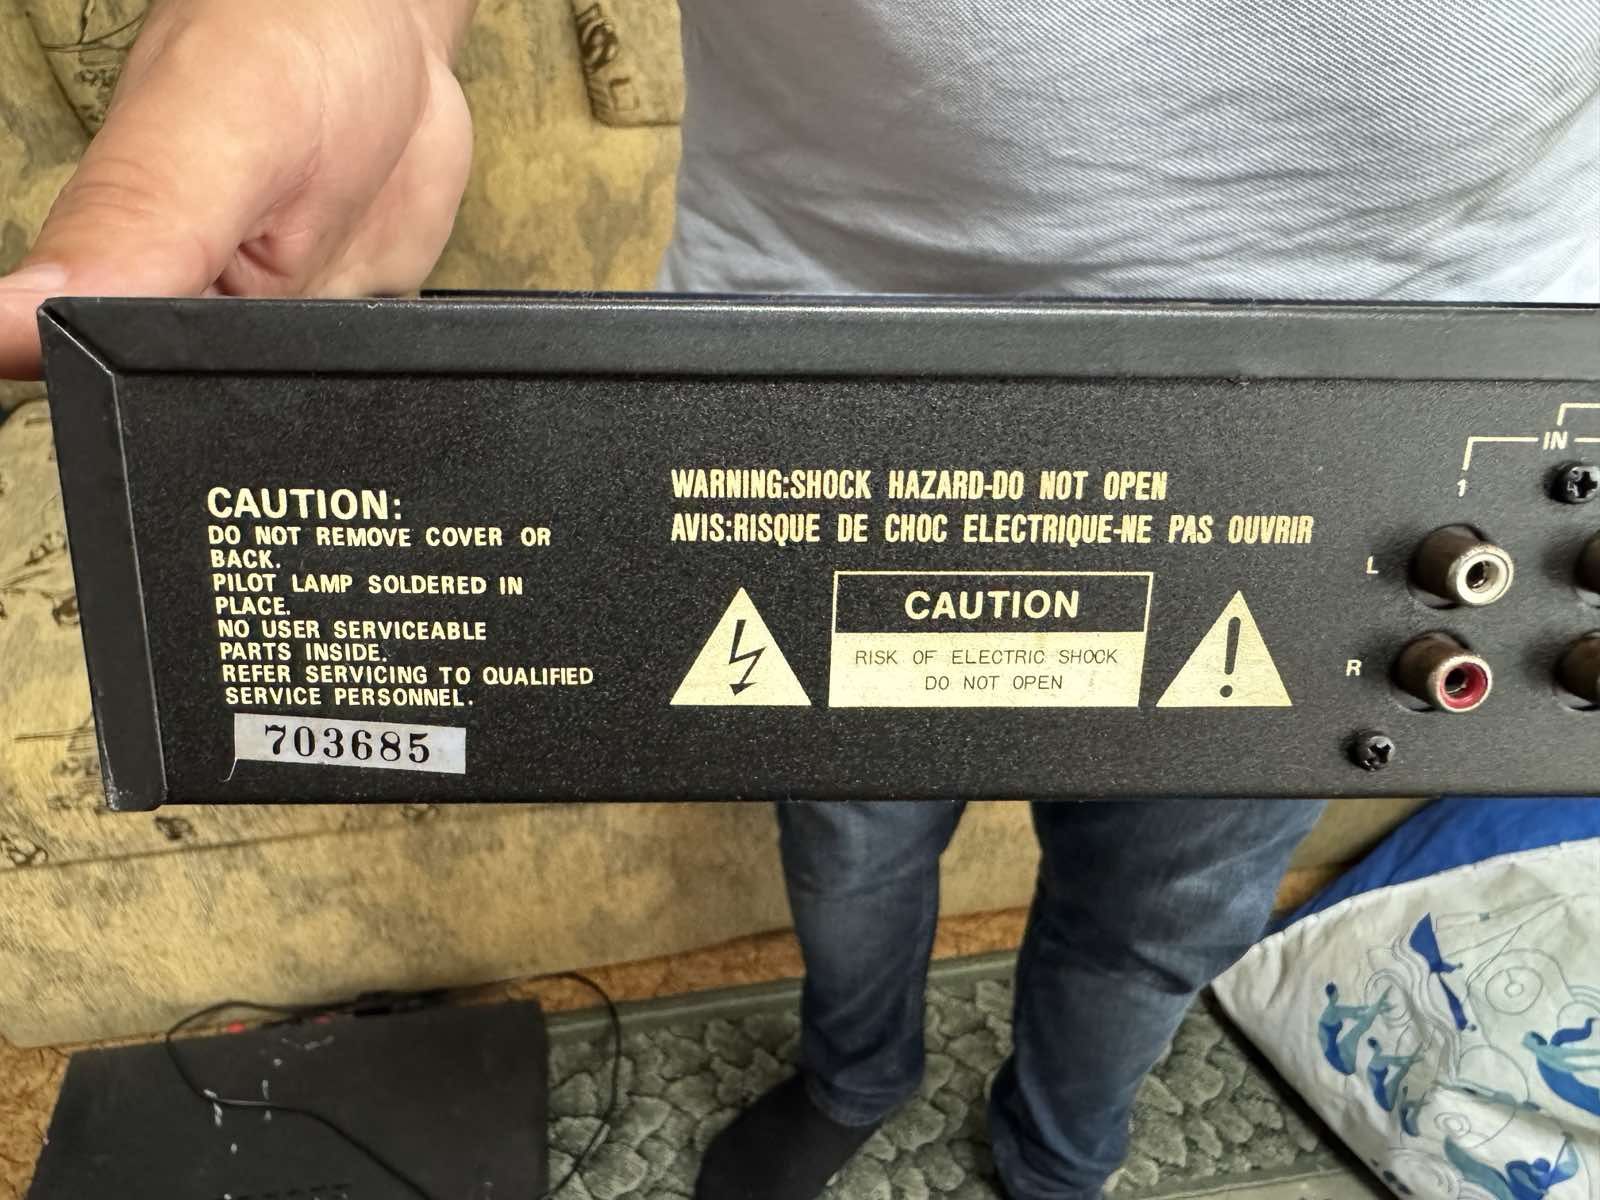 CAUTION:
DO NOT REMOVE COVER OR
BACK.
PILOT LAMP SOLDERED IN
PLACE.
NO USER SERVICEABLE
PARTS INSIDE.
REFER SERVICING TO QUALIFIED
SERVICE PERSONNEL.
703685
WARNING:SHOCK HAZARD-DO NOT OPEN
AVIS:RISQUE DE CHOC ELECTRIQUE-NE PAS OUVRIR
CAUTION
RISK OF ELECTRIC SHOCK
DO NOT OPEN
IN
1
L
R